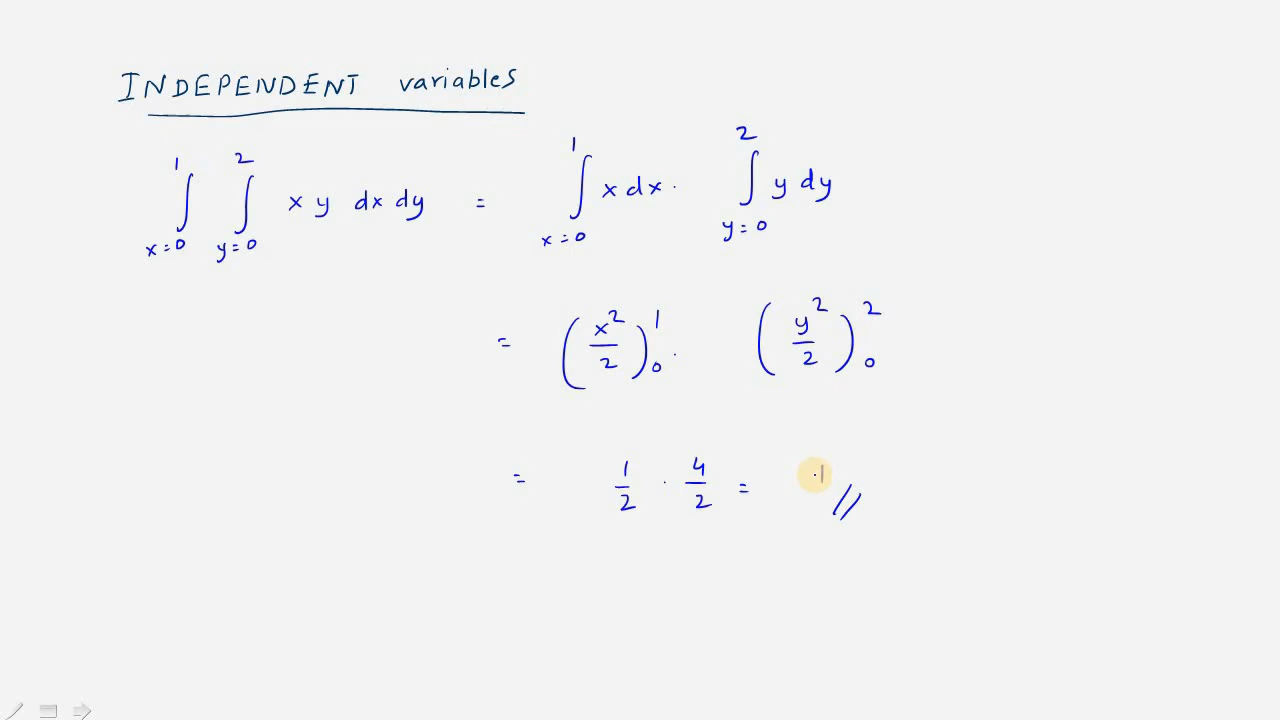 INDEPENDENT variables
∫_{x=0}^{1} ∫_{y=0}^{2} x y dx dy = ∫_{x=0}^{1} x dx · ∫_{y=0}^{2} y dy
= (x²/2)_0^1 · (y²/2)_0^2
= 1/2 · 4/2 = 1 //